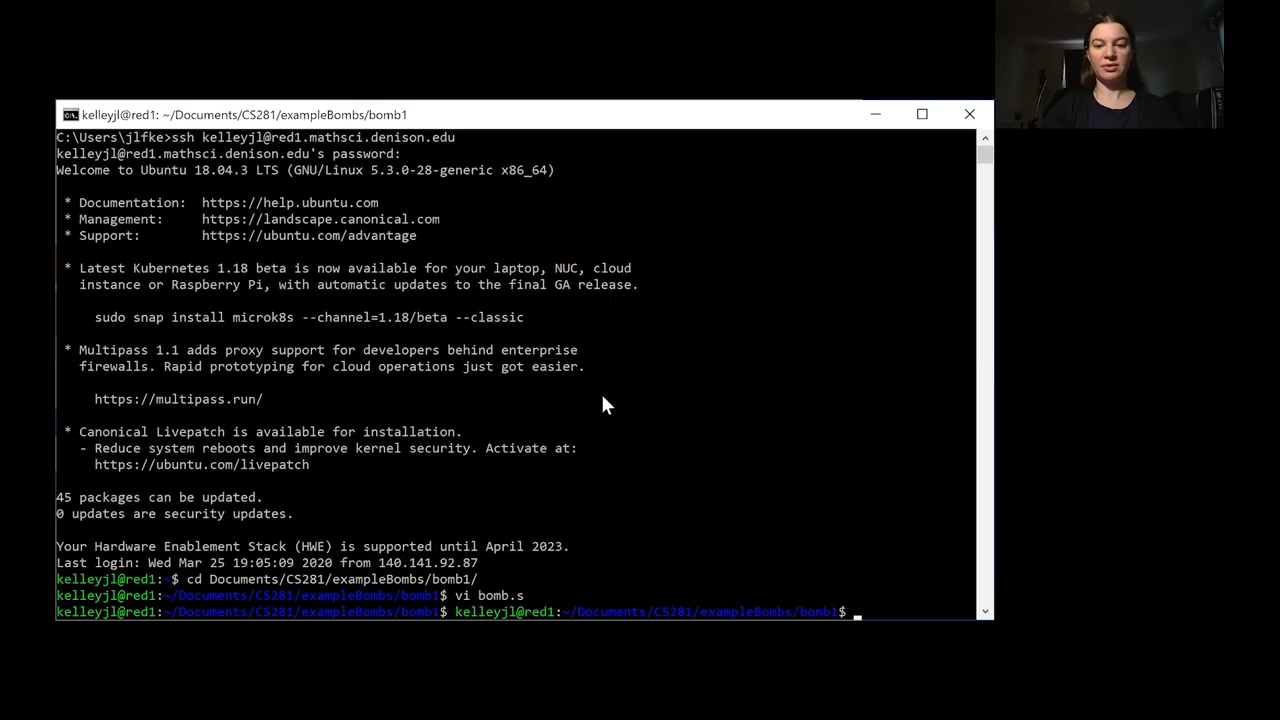 kelleyjl@red1: ~/Documents/CS281/exampleBombs/bomb1
C:\Users\jlfke>ssh kelleyjl@red1.mathsci.denison.edu
kelleyjl@red1.mathsci.denison.edu's password:
Welcome to Ubuntu 18.04.3 LTS (GNU/Linux 5.3.0-28-generic x86_64)
* Documentation:  https://help.ubuntu.com
* Management:     https://landscape.canonical.com
* Support:        https://ubuntu.com/advantage
* Latest Kubernetes 1.18 beta is now available for your laptop, NUC, cloud
instance or Raspberry Pi, with automatic updates to the final GA release.
sudo snap install microk8s --channel=1.18/beta --classic
* Multipass 1.1 adds proxy support for developers behind enterprise
firewalls. Rapid prototyping for cloud operations just got easier.
https://multipass.run/
* Canonical Livepatch is available for installation.
- Reduce system reboots and improve kernel security. Activate at:
https://ubuntu.com/livepatch
45 packages can be updated.
0 updates are security updates.
Your Hardware Enablement Stack (HWE) is supported until April 2023.
Last login: Wed Mar 25 19:05:09 2020 from 140.141.92.87
kelleyjl@red1:~$ cd Documents/CS281/exampleBombs/bomb1/
kelleyjl@red1:~/Documents/CS281/exampleBombs/bomb1$ vi bomb.s
kelleyjl@red1:~/Documents/CS281/exampleBombs/bomb1$ kelleyjl@red1:~/Documents/CS281/exampleBombs/bomb1$